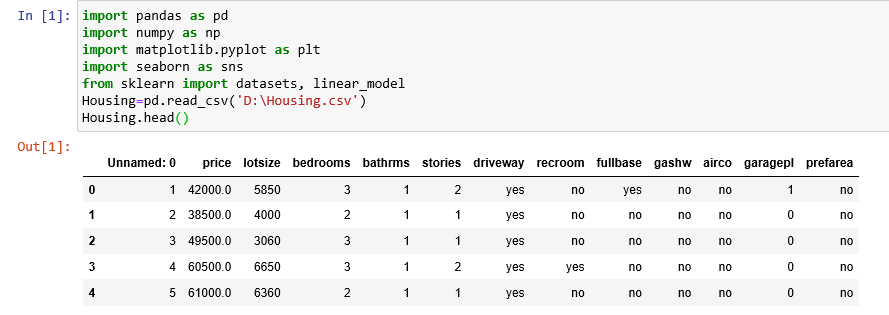 In [1]: import pandas as pd
import numpy as np
import matplotlib.pyplot as plt
import seaborn as sns
from sklearn import datasets, linear_model
Housing=pd.read_csv('D:\Housing.csv')
Housing.head()
Out[1]:
Unnamed: 0 price lotsize bedrooms bathrms stories driveway recroom fullbase gashw airco garagepl prefarea
0 1 42000.0 5850 3 1 2 yes no yes no no 1 no
1 2 38500.0 4000 2 1 1 yes no no no no 0 no
2 3 49500.0 3060 3 1 1 yes no no no no 0 no
3 4 60500.0 6650 3 1 2 yes yes no no no 0 no
4 5 61000.0 6360 2 1 1 yes no no no no 0 no